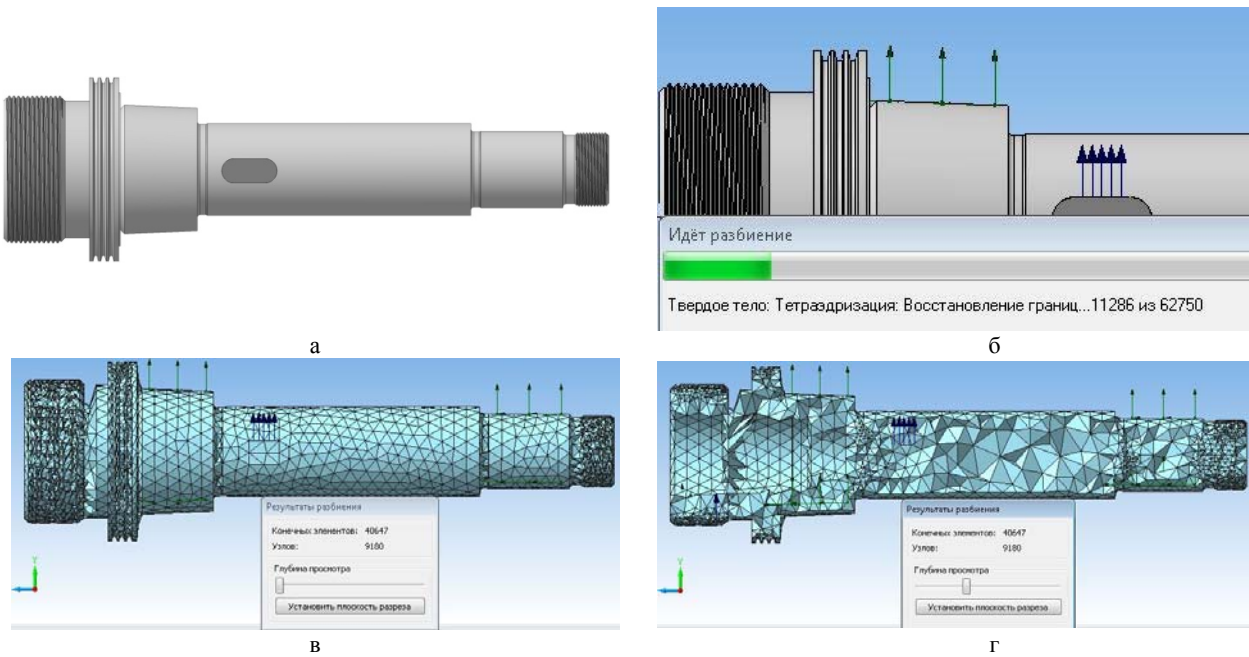 Идёт разбиение
Твердое тело: Тетраэдризация: Восстановление границ...11286 из 62750
а
б
Результаты разбиения
Конечных элементов: 40647
Узлов: 9180
Глубина просмотра
Установить плоскость разреза
Y
Результаты разбиения
Конечных элементов: 40647
Узлов: 9180
Глубина просмотра
Установить плоскость разреза
Y
в
г